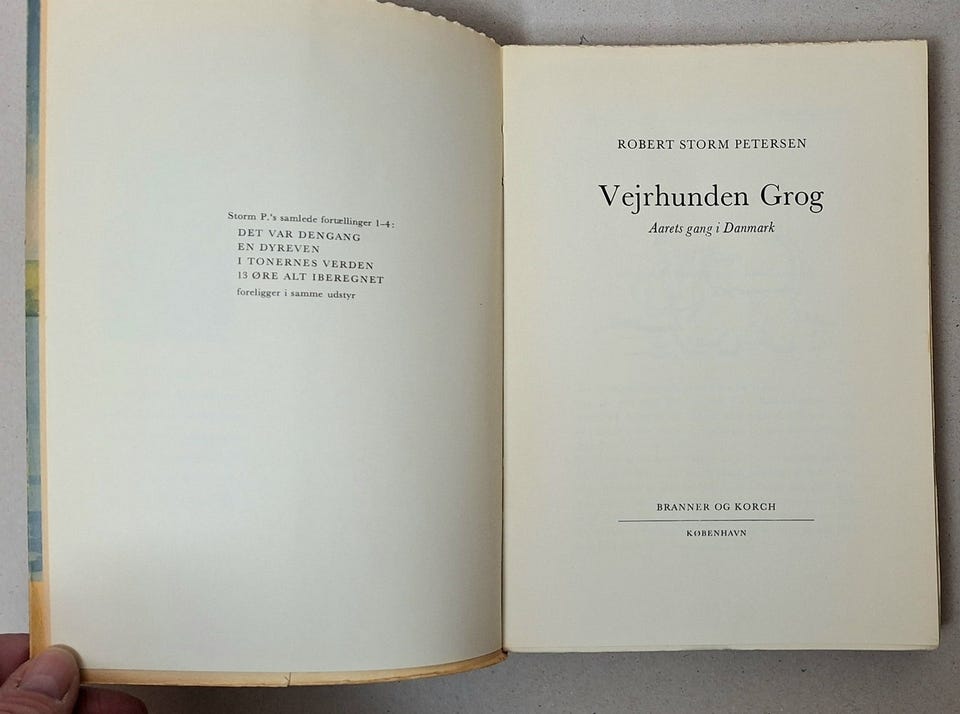 Storm P.'s samlede fortællinger 1-4:
DET VAR DENGANG
EN DYREVEN
I TONERNES VERDEN
13 ØRE ALT IBEREGNET
foreligger i samme udstyr
ROBERT STORM PETERSEN
Vejrhunden Grog
Aarets gang i Danmark
BRANNER OG KORCH
KØBENHAVN